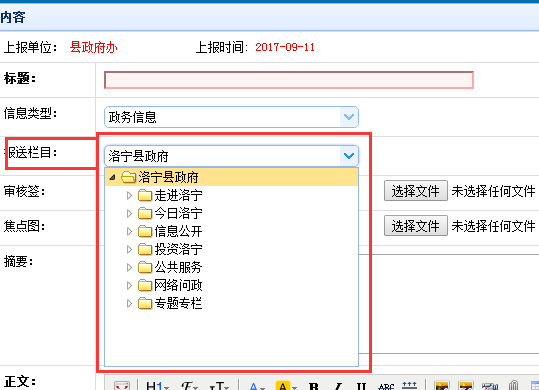 内容
上报单位: 县政府办 上报时间: 2017-09-11
标题:
信息类型: 政务信息
报送栏目: 洛宁县政府
洛宁县政府
走进洛宁
审核签: 选择文件 未选择任何文件
今日洛宁
焦点图: 选择文件 未选择任何文件
信息公开
投资洛宁
摘要:
公共服务
网络问政
专题专栏
正文: H1 F TT A A B I U ABC